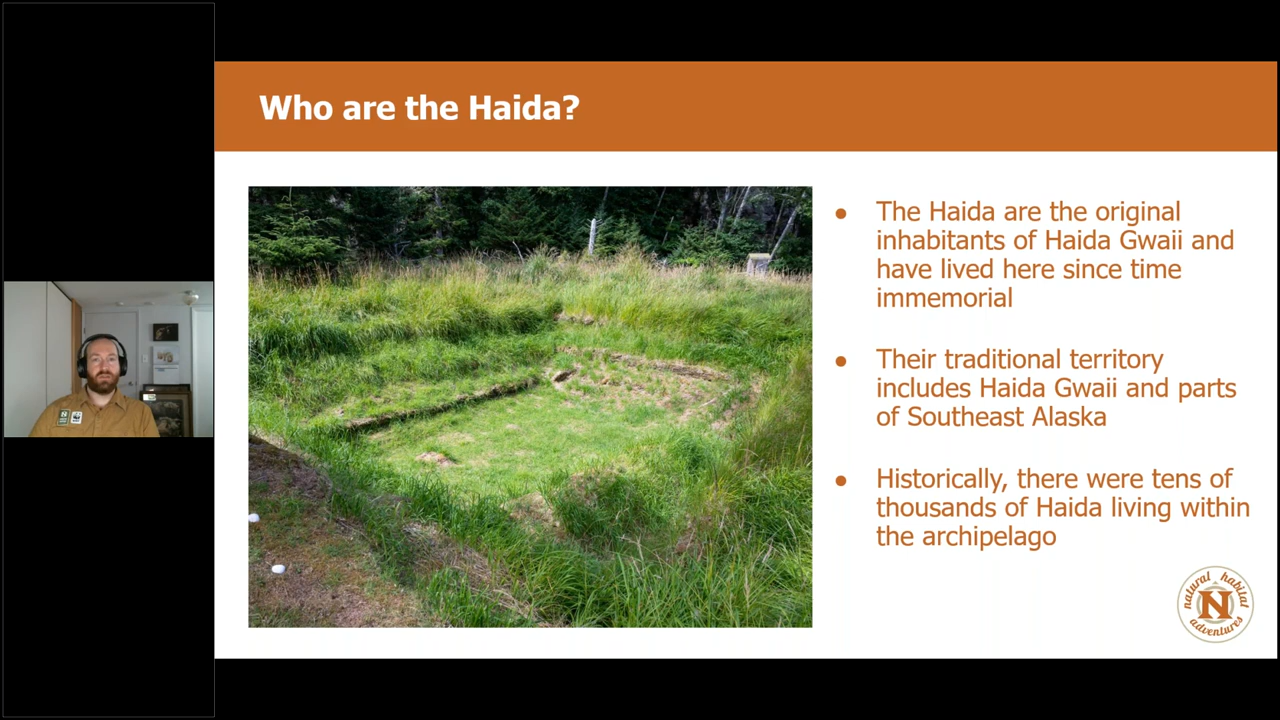 Who are the Haida?
● The Haida are the original
inhabitants of Haida Gwaii and
have lived here since time
immemorial
● Their traditional territory
includes Haida Gwaii and parts
of Southeast Alaska
● Historically, there were tens of
thousands of Haida living within
the archipelago
natural habitat
N
adventures